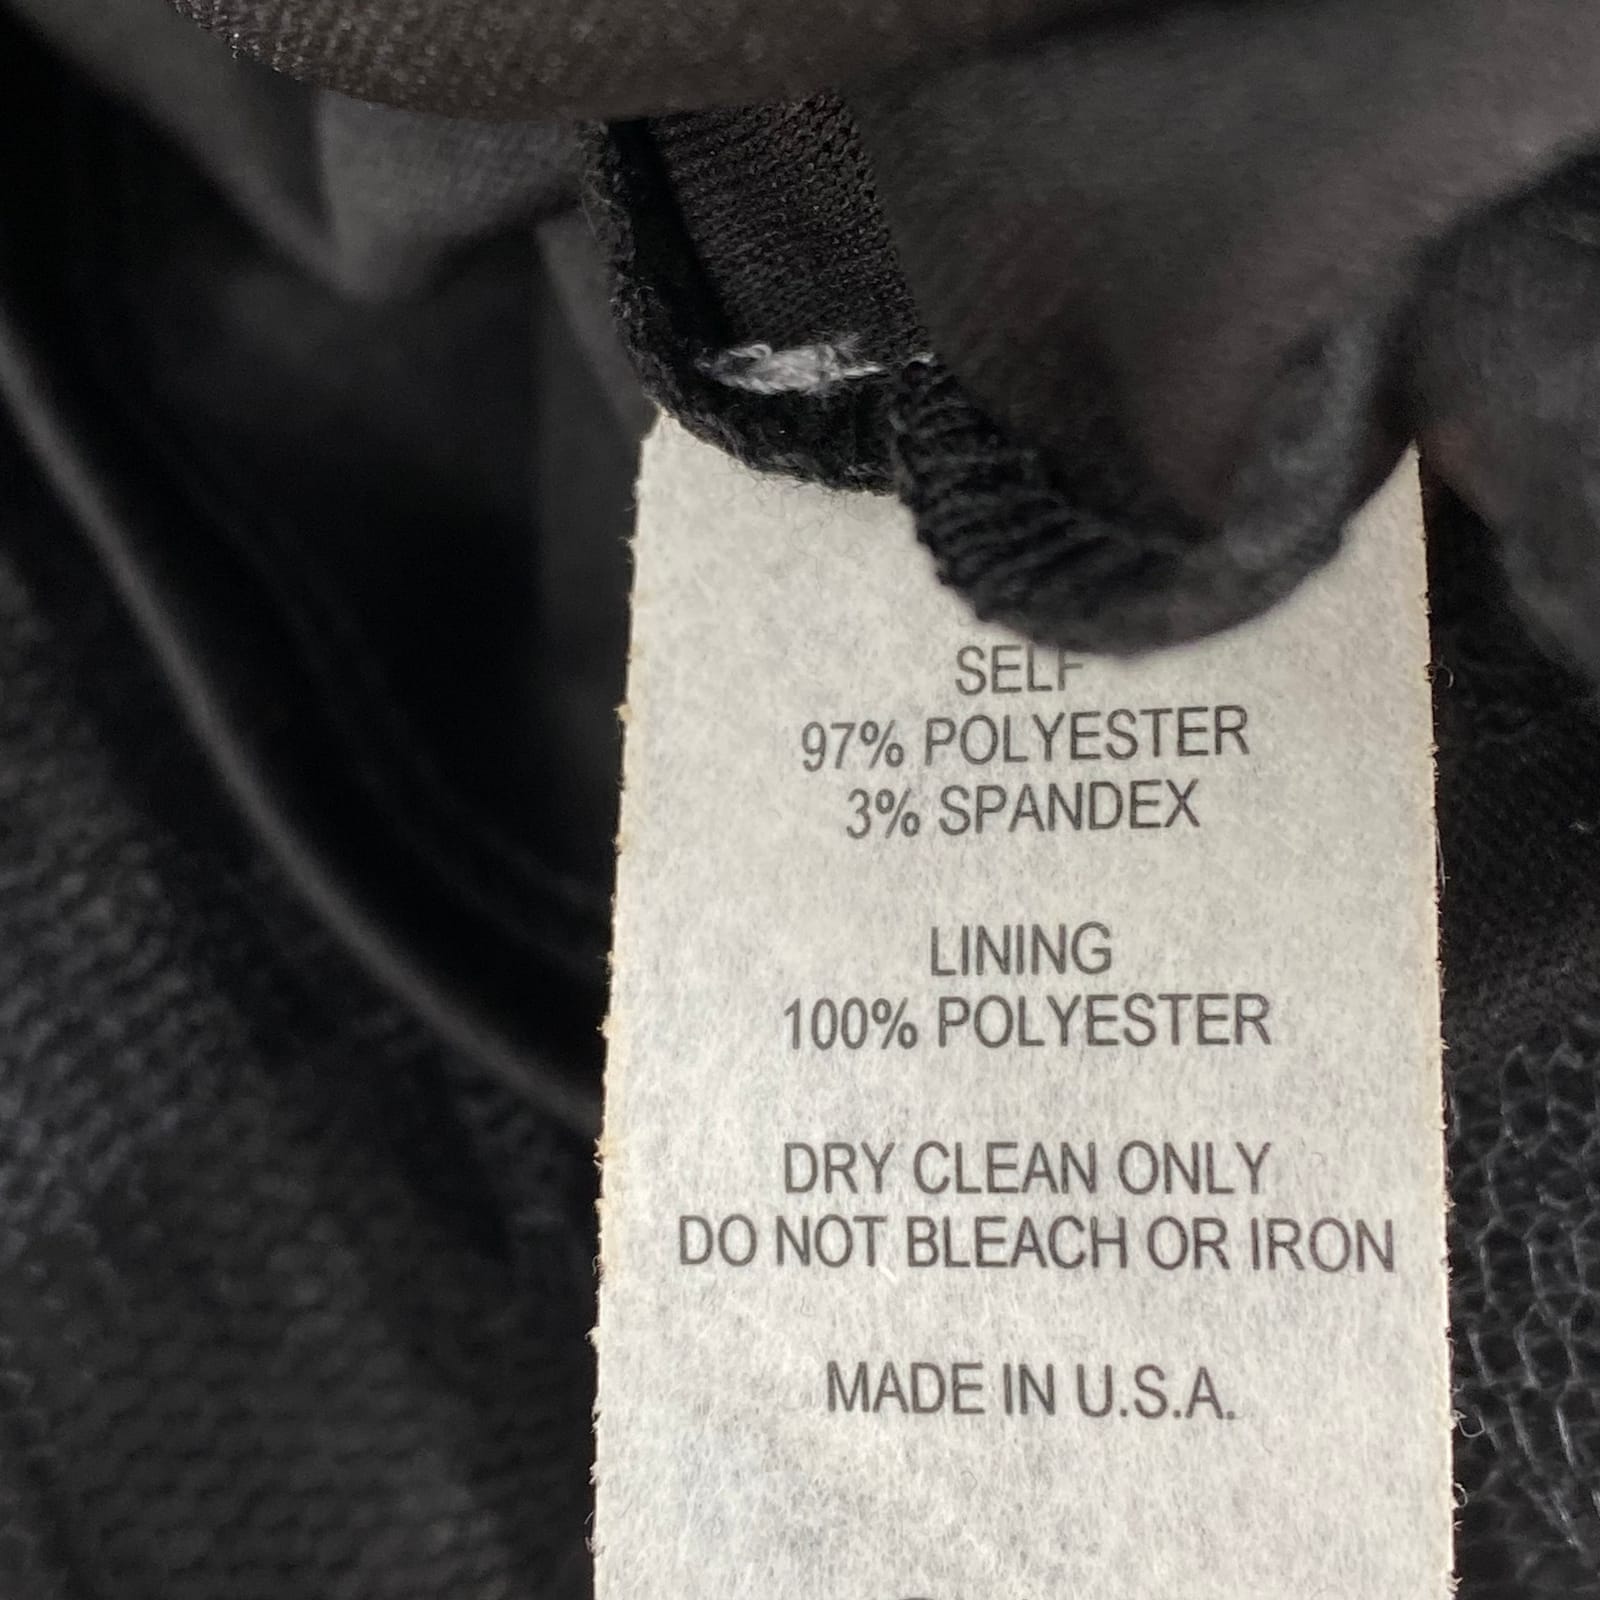 SELF
97% POLYESTER
3% SPANDEX
LINING
100% POLYESTER
DRY CLEAN ONLY
DO NOT BLEACH OR IRON
MADE IN U.S.A.